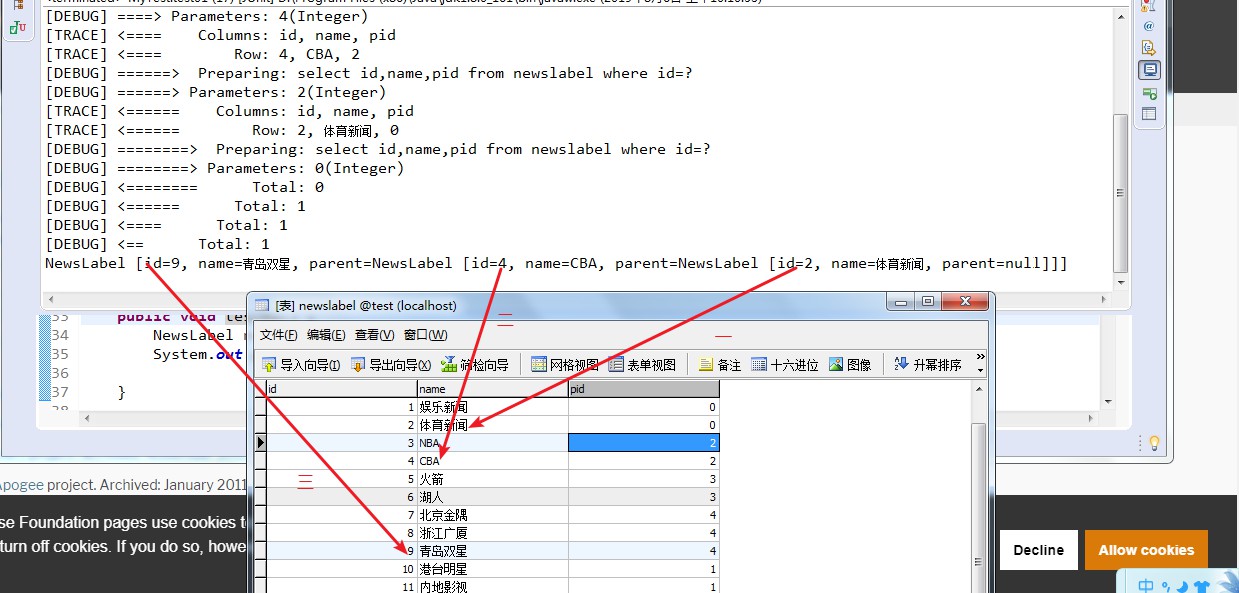 [DEBUG] ====> Parameters: 4(Integer)
[TRACE] <==== Columns: id, name, pid
[TRACE] <==== Row: 4, CBA, 2
[DEBUG] ======> Preparing: select id,name,pid from newslabel where id=?
[DEBUG] ======> Parameters: 2(Integer)
[TRACE] <====== Columns: id, name, pid
[TRACE] <====== Row: 2, 体育新闻, 0
[DEBUG] ========> Preparing: select id,name,pid from newslabel where id=?
[DEBUG] ========> Parameters: 0(Integer)
[DEBUG] <======== Total: 0
[DEBUG] <====== Total: 1
[DEBUG] <==== Total: 1
[DEBUG] <== Total: 1
NewsLabel [id=9, name=青岛双星, parent=NewsLabel [id=4, name=CBA, parent=NewsLabel [id=2, name=体育新闻, parent=null]]]
[表] newslabel @test (localhost)
33 public void tes
34 NewsLabel n
35 System.out
36
37 }
38
二
一
三
文件(F) 编辑(E) 查看(V) 窗口(W)
导入向导(I) 导出向导(X) 筛检向导 网格视图 表单视图 备注 十六进位 图像 升幂排序 »
id name pid
1 娱乐新闻 0
2 体育新闻 0
3 NBA 2
4 CBA 2
5 火箭 3
6 湖人 3
7 北京金隅 4
8 浙江广厦 4
9 青岛双星 4
10 港台明星 1
11 内地影视 1
Apogee project. Archived: January 2011
se Foundation pages use cookies t
turn off cookies. If you do so, howe
Decline
Allow cookies
中